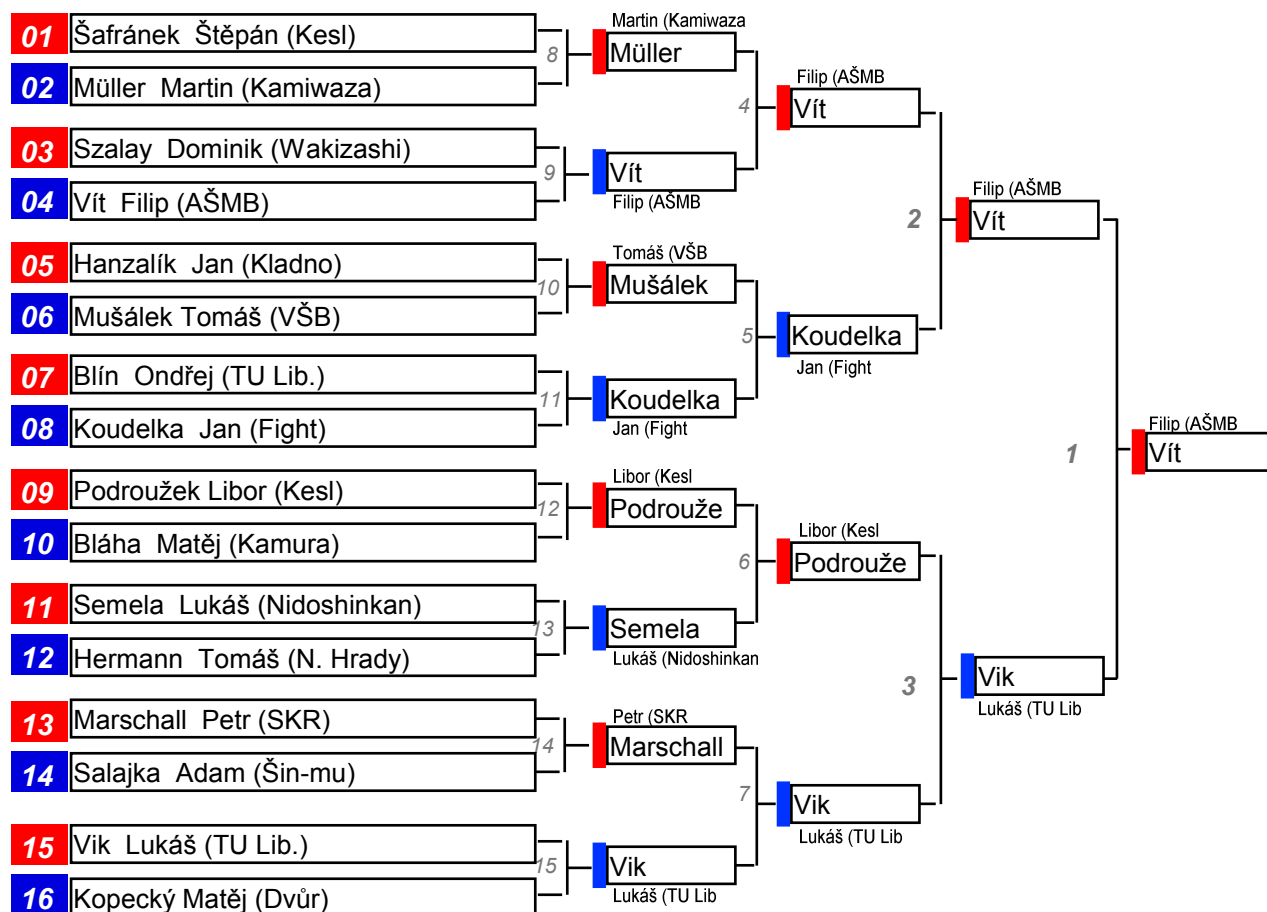 01 Šafránek Štěpán (Kesl)
02 Müller Martin (Kamiwaza)
03 Szalay Dominik (Wakizashi)
04 Vít Filip (AŠMB)
05 Hanzalík Jan (Kladno)
06 Mušálek Tomáš (VŠB)
07 Blín Ondřej (TU Lib.)
08 Koudelka Jan (Fight)
09 Podroužek Libor (Kesl)
10 Bláha Matěj (Kamura)
11 Semela Lukáš (Nidoshinkan)
12 Hermann Tomáš (N. Hrady)
13 Marschall Petr (SKR)
14 Salajka Adam (Šin-mu)
15 Vik Lukáš (TU Lib.)
16 Kopecký Matěj (Dvůr)
8
9
10
11
12
13
14
15
Martin (Kamiwaza
Müller
Vít
Filip (AŠMB
Tomáš (VŠB
Mušálek
Koudelka
Jan (Fight
Libor (Kesl
Podrouže
Semela
Lukáš (Nidoshinkan
Petr (SKR
Marschall
Vik
Lukáš (TU Lib
4
5
6
7
Filip (AŠMB
Vít
Koudelka
Jan (Fight
Libor (Kesl
Podrouže
Vik
Lukáš (TU Lib
2
3
Filip (AŠMB
Vít
Vik
Lukáš (TU Lib
1
Filip (AŠMB
Vít